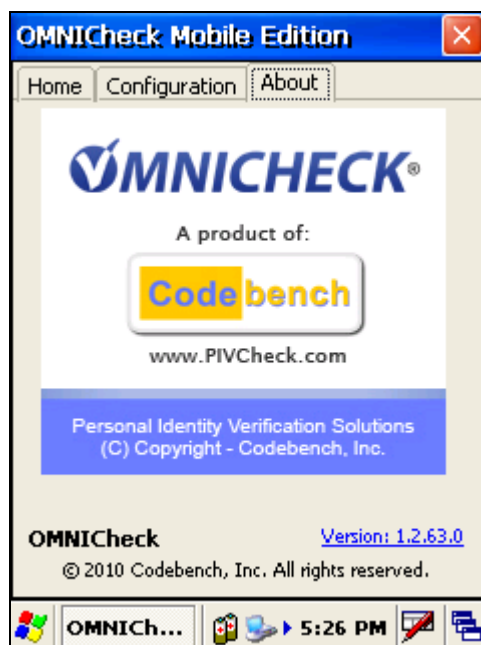 OMNICheck Mobile Edition
Home Configuration About
OMNICHECK®
A product of:
Codebench
www.PIVCheck.com
Personal Identity Verification Solutions
(C) Copyright - Codebench, Inc.
OMNICheck Version: 1.2.63.0
© 2010 Codebench, Inc. All rights reserved.
OMNICh... 5:26 PM